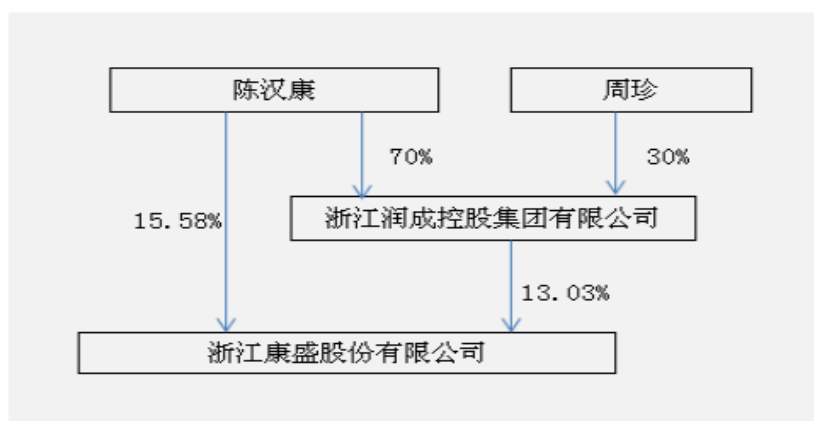 陈汉康
周珍
70%
30%
15.58%
浙江润成控股集团有限公司
13.03%
浙江康盛股份有限公司